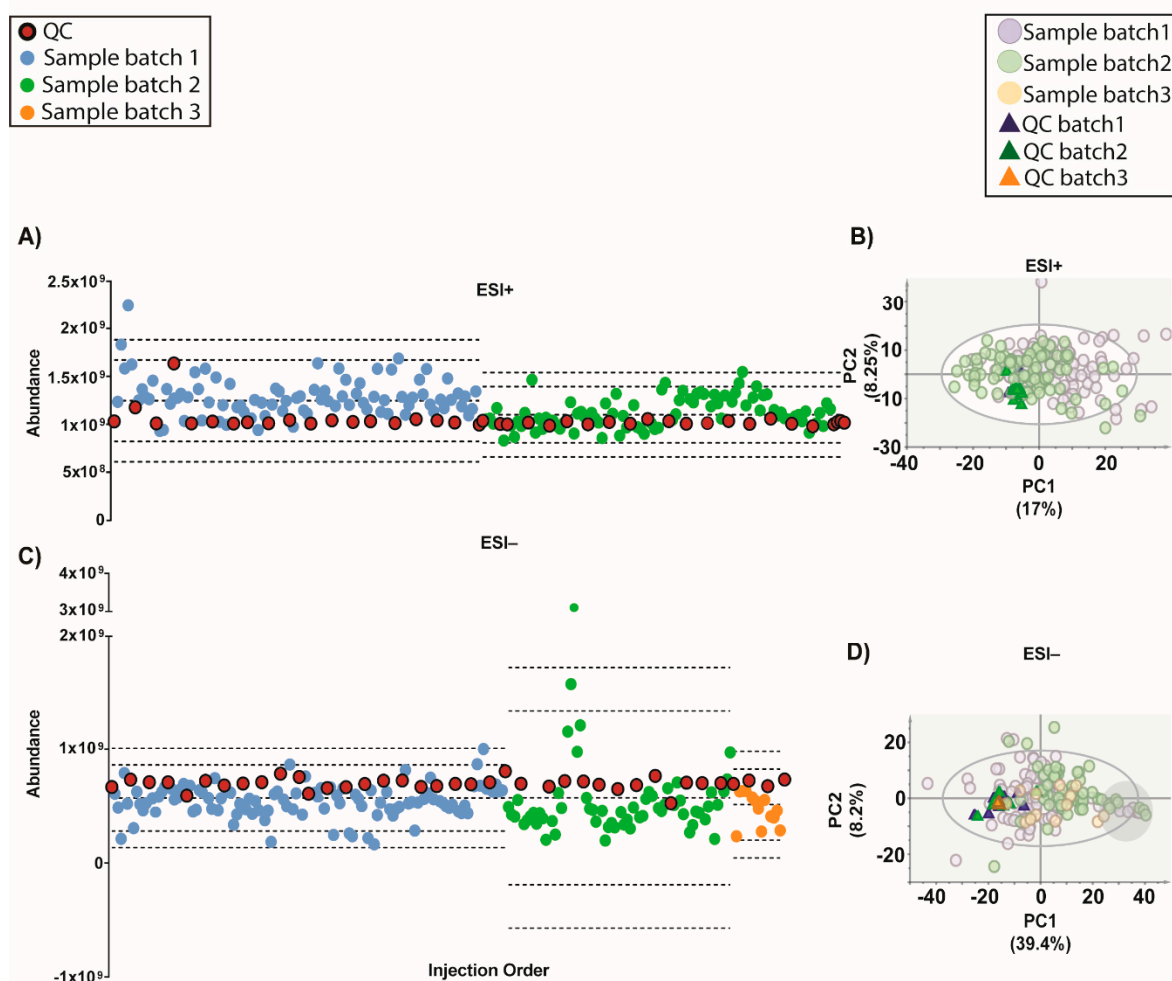 QC
Sample batch 1
Sample batch 2
Sample batch 3
Sample batch1
Sample batch2
Sample batch3
QC batch1
QC batch2
QC batch3
A)
ESI+
Abundance
2.5x10⁹
2x10⁹
1.5x10⁹
1x10⁹
5x10⁸
0
B)
ESI+
PC2
(8.25%)
30
10
-10
-30
-40
-20
0
20
PC1
(17%)
C)
ESI–
Abundance
4x10⁹
3x10⁹
2x10⁹
1x10⁹
0
-1x10⁹
Injection Order
D)
ESI–
PC2
(8.2%)
20
0
-20
-40
-20
0
20
40
PC1
(39.4%)